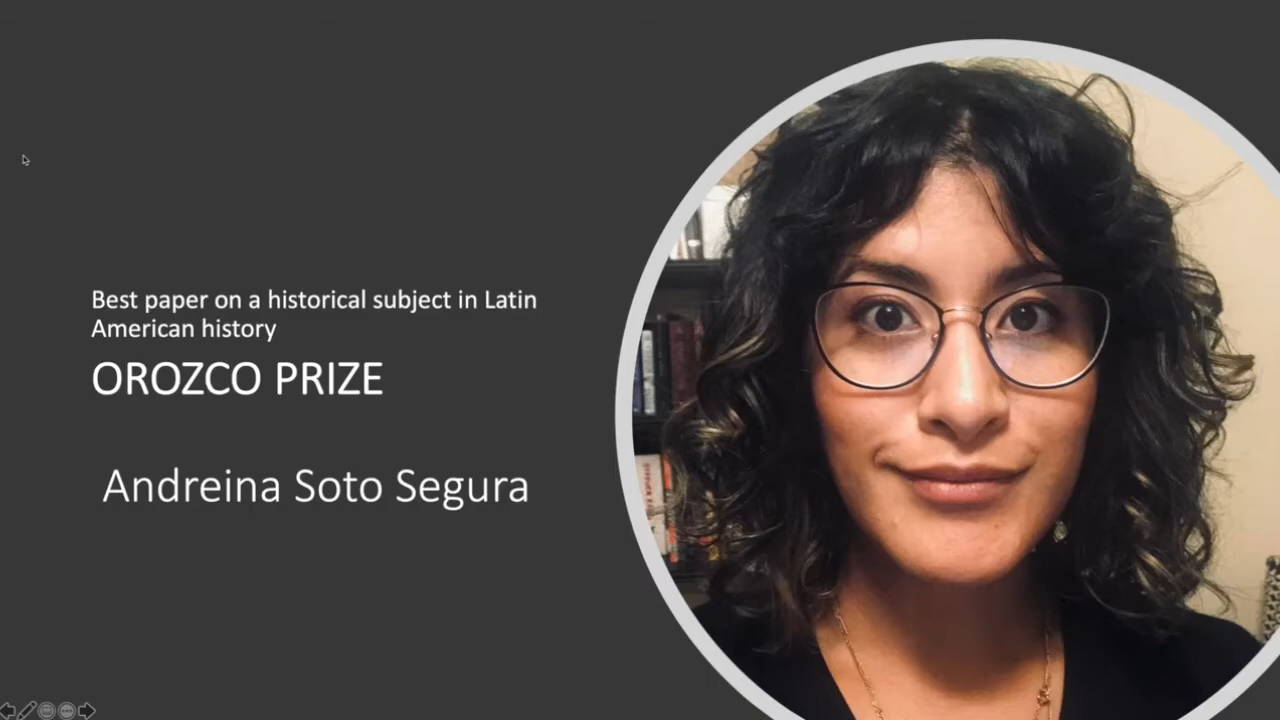 Best paper on a historical subject in Latin
American history
OROZCO PRIZE
Andreina Soto Segura